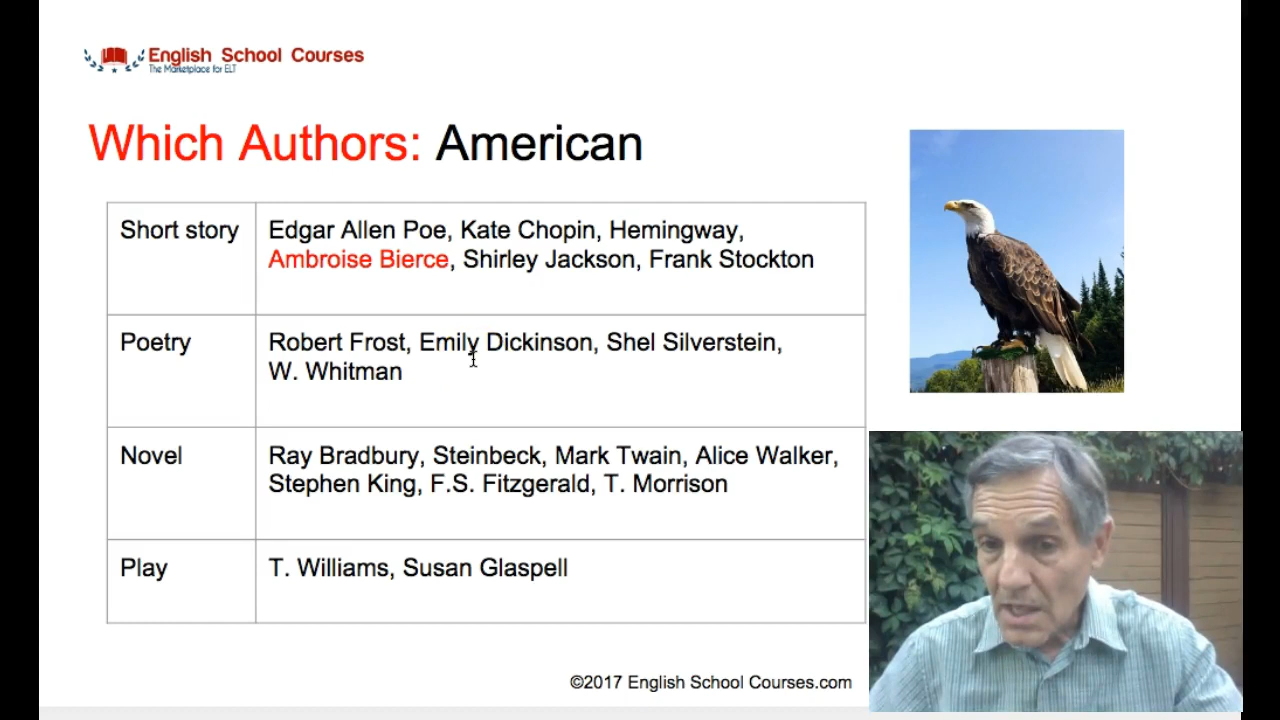 English School Courses
The Marketplace for ELT
Which Authors: American
Short story
Edgar Allen Poe, Kate Chopin, Hemingway,
Ambroise Bierce, Shirley Jackson, Frank Stockton
Poetry
Robert Frost, Emily Dickinson, Shel Silverstein,
W. Whitman
Novel
Ray Bradbury, Steinbeck, Mark Twain, Alice Walker,
Stephen King, F.S. Fitzgerald, T. Morrison
Play
T. Williams, Susan Glaspell
©2017 English School Courses.com